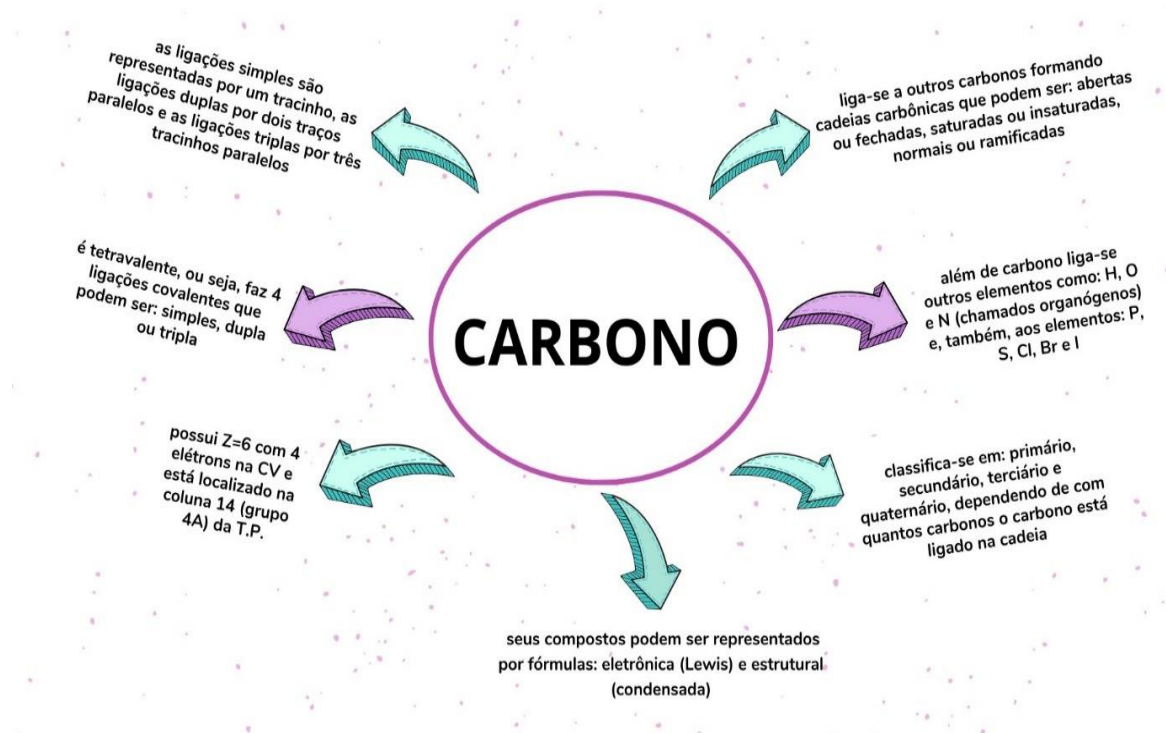 as ligações simples são
representadas por um tracinho, as
ligações duplas por dois traços
paralelos e as ligações triplas por três
tracinhos paralelos
liga-se a outros carbonos formando
cadeias carbônicas que podem ser: abertas
ou fechadas, saturadas ou insaturadas,
normais ou ramificadas
é tetravalente, ou seja, faz 4
ligações covalentes que
podem ser: simples, dupla
ou tripla
CARBONO
além de carbono liga-se
outros elementos como: H, O
e N (chamados organógenos)
e, também, aos elementos: P,
S, Cl, Br e I
possui Z=6 com 4
elétrons na CV e
está localizado na
coluna 14 (grupo
4A) da T.P.
classifica-se em: primário,
secundário, terciário e
quaternário, dependendo de com
quantos carbonos o carbono está
ligado na cadeia
seus compostos podem ser representados
por fórmulas: eletrônica (Lewis) e estrutural
(condensada)